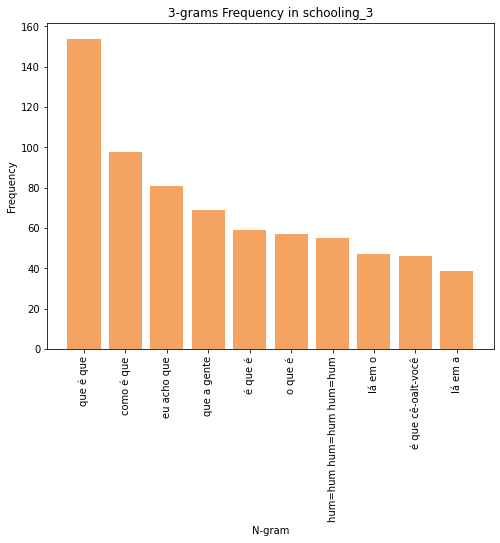 3-grams Frequency in schooling_3
160
140
120
100
80
60
40
20
0
Frequency
que é que
como é que
eu acho que
que a gente
é que é
o que é
hum=hum hum=hum hum=hum
lá em o
é que cê-oalt-você
lá em a
N-gram